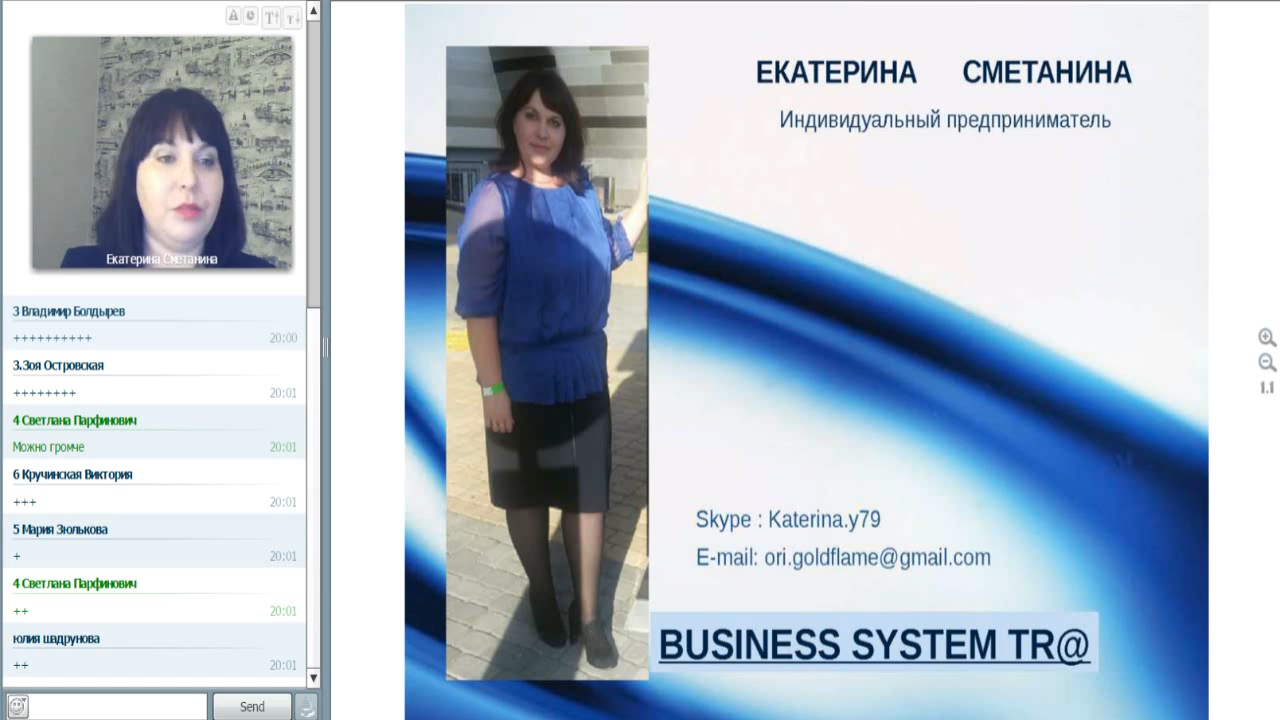 Екатерина Сметанина
3 Владимир Болдырев
++++++++++
20:00
3.Зоя Островская
++++++++
20:01
4 Светлана Парфинович
Можно громче
20:01
6 Кручинская Виктория
+++
20:01
5 Мария Зюлькова
+
20:01
4 Светлана Парфинович
++
20:01
юлия шадрунова
++
20:01
Send
ЕКАТЕРИНА СМЕТАНИНА
Индивидуальный предприниматель
Skype : Katerina.y79
E-mail: ori.goldflame@gmail.com
BUSINESS SYSTEM TR@
1:1